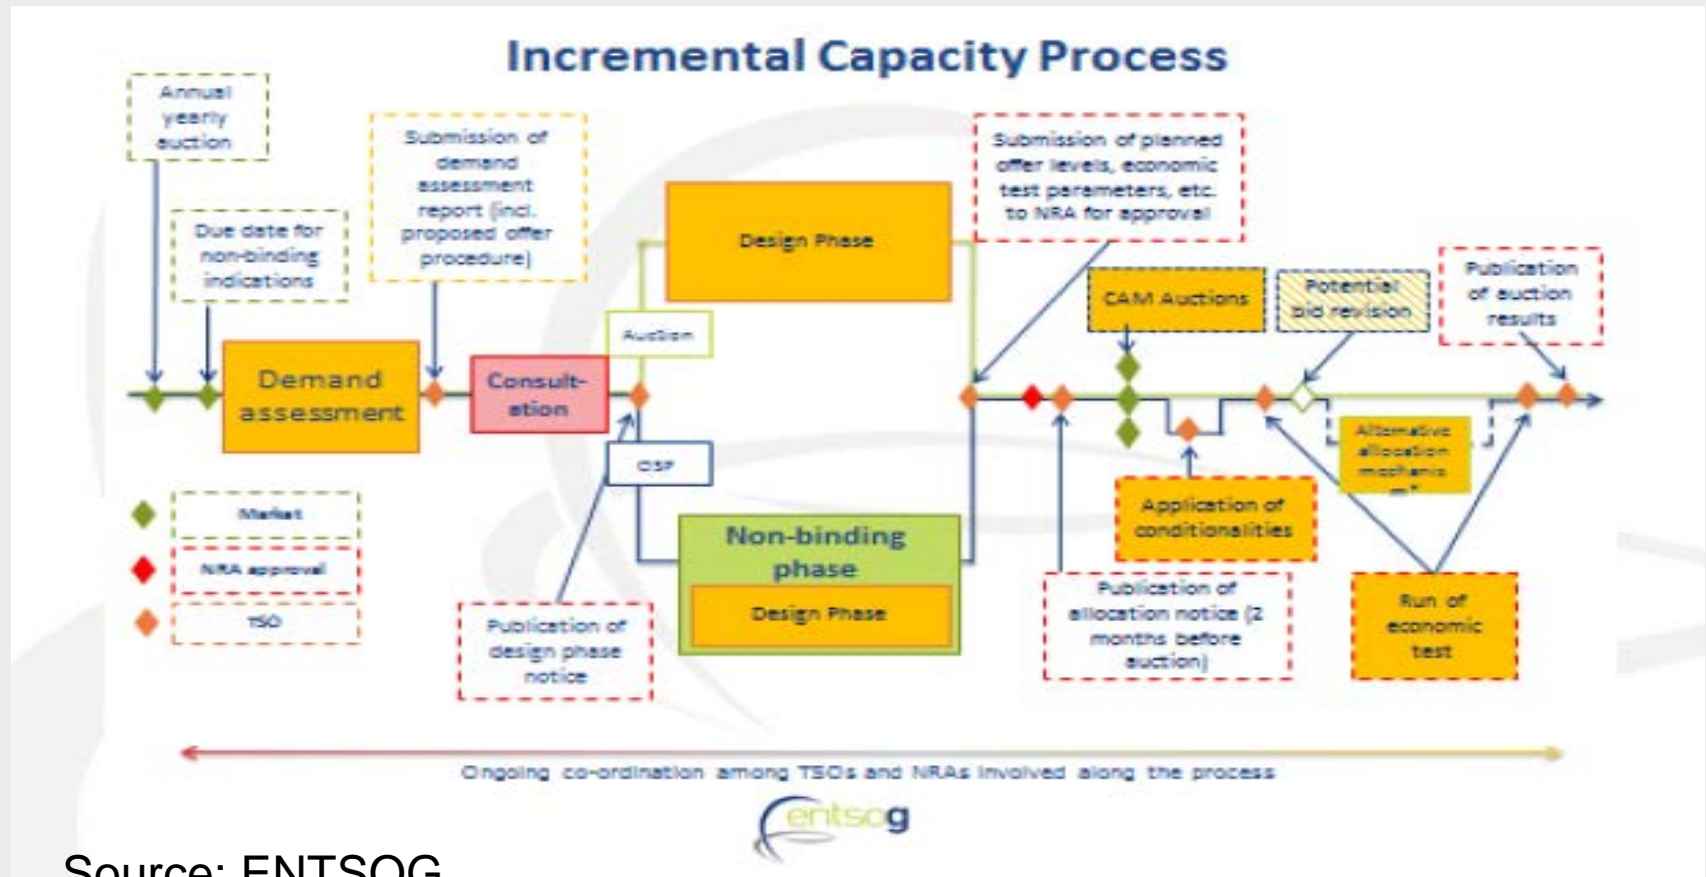 Incremental Capacity Process
Annual
yearly
auction
Due date for
non-binding
indications
Submission of
demand
assessment
report (incl.
proposed offer
procedure)
Demand
assessment
Consult-
ation
Auction
OSP
Design Phase
Non-binding
phase
Design Phase
Publication of
design phase
notice
Submission of planned
offer levels, economic
test parameters, etc.
to NRA for approval
CAM Auctions
Potential
bid revision
Publication
of auction
results
Alternative
allocation
mechanis
m*
Application of
conditionalities
Publication of
allocation notice (2
months before
auction)
Run of
economic
test
Market
NRA approval
TSO
Ongoing co-ordination among TSOs and NRAs involved along the process
entsog
Source: ENTSOG